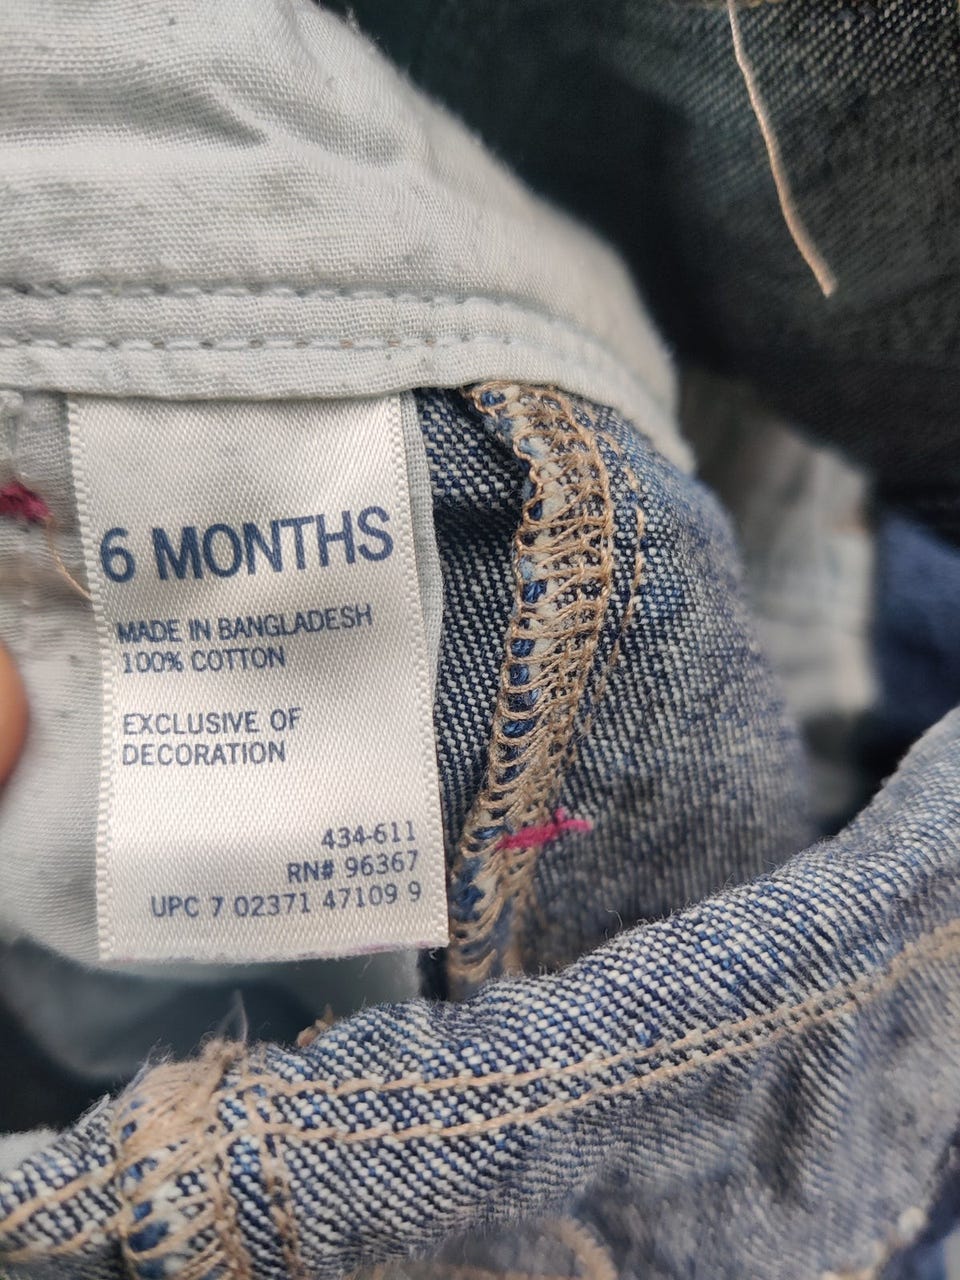 6 MONTHS
MADE IN BANGLADESH
100% COTTON
EXCLUSIVE OF
DECORATION
434-611
RN# 96367
UPC 7 02371 47109 9